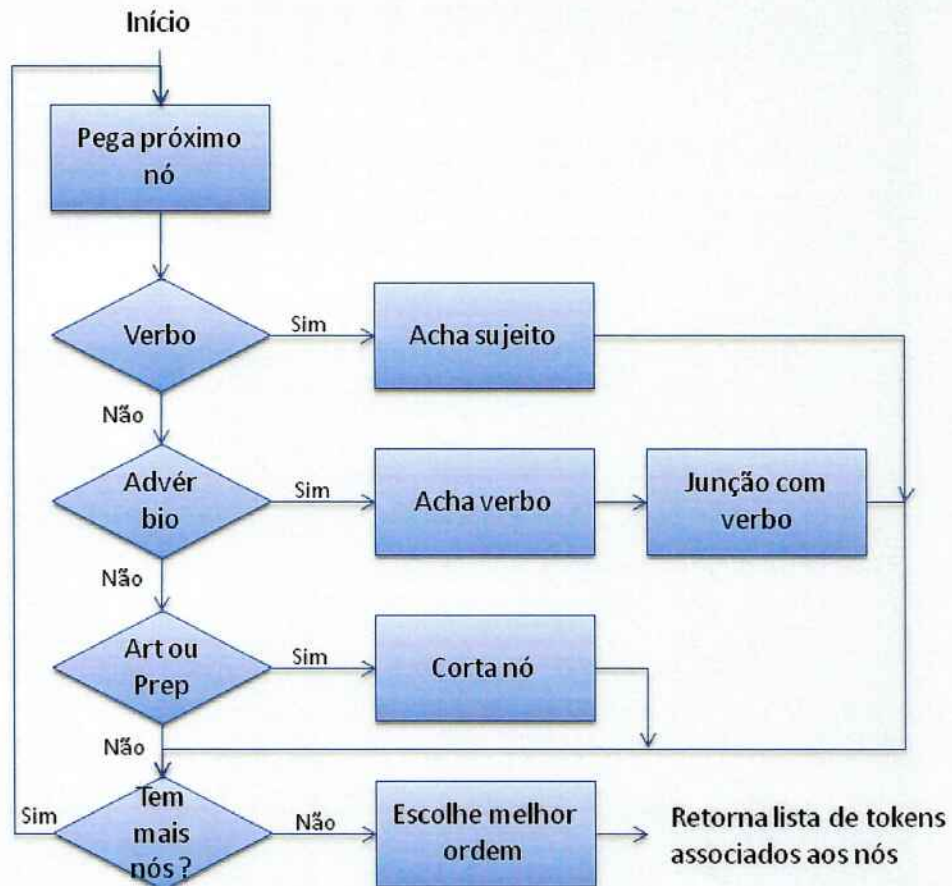 Início
Pega próximo
nó
Verbo
Sim
Acha sujeito
Não
Advér
bio
Sim
Acha verbo
Junção com
verbo
Não
Art ou
Prep
Sim
Corta nó
Não
Sim
Tem
mais
nós ?
Não
Escolhe melhor
ordem
Retorna lista de tokens
associados aos nós